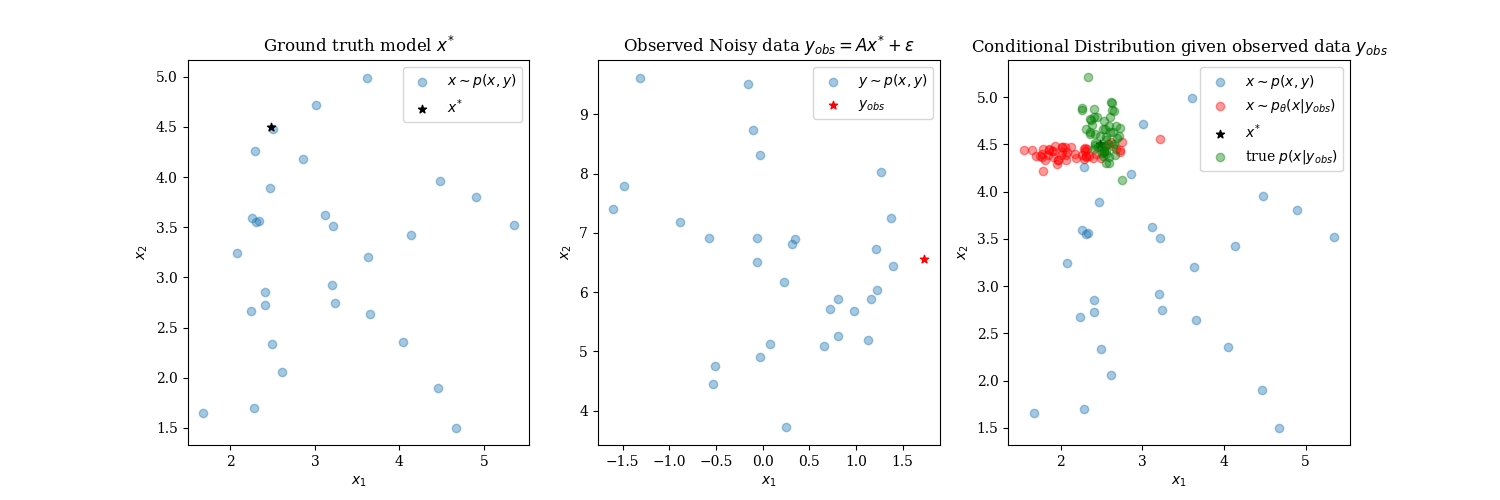 Ground truth model x*
x ~ p(x, y)
x*
5.0
4.5
4.0
3.5
3.0
2.5
2.0
1.5
x₂
2 3 4 5
x₁
Observed Noisy data y_obs = Ax* + ε
y ~ p(x, y)
y_obs
9
8
7
6
5
4
x₂
−1.5 −1.0 −0.5 0.0 0.5 1.0 1.5
x₁
Conditional Distribution given observed data y_obs
x ~ p(x, y)
x ~ p_θ(x|y_obs)
x*
true p(x|y_obs)
5.0
4.5
4.0
3.5
3.0
2.5
2.0
1.5
x₂
2 3 4 5
x₁